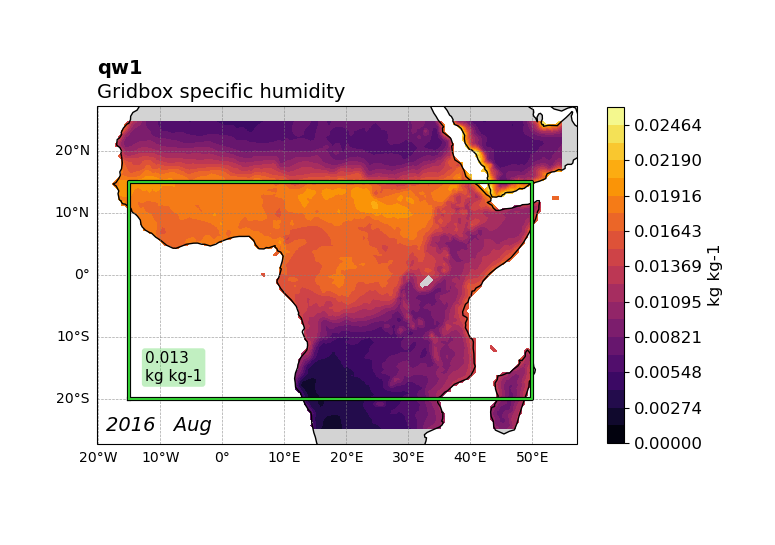 qw1
Gridbox specific humidity
20°N
10°N
0°
10°S
20°S
20°W
10°W
0°
10°E
20°E
30°E
40°E
50°E
0.013
kg kg-1
2016 Aug
0.02464
0.02190
0.01916
0.01643
0.01369
0.01095
0.00821
0.00548
0.00274
0.00000
kg kg-1